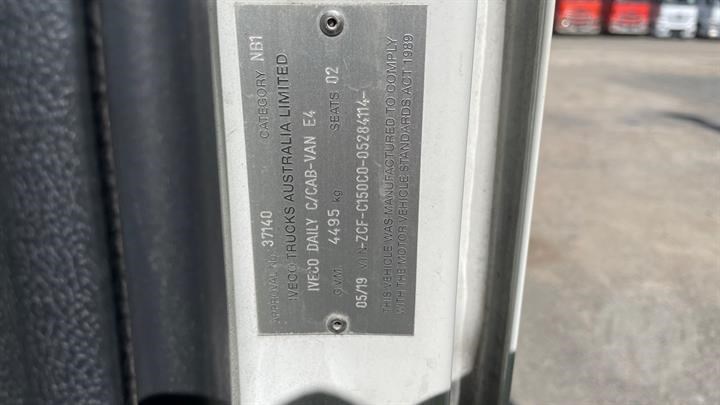 APPROVAL No. 37140 CATEGORY NB1
IVECO TRUCKS AUSTRALIA LIMITED
IVECO DAILY C/CAB-VAN E4
G.V.M. 4495 kg SEATS 02
05/19 VIN-ZCF-C150C0-05284114-
THIS VEHICLE WAS MANUFACTURED TO COMPLY
WITH THE MOTOR VEHICLE STANDARDS ACT 1989